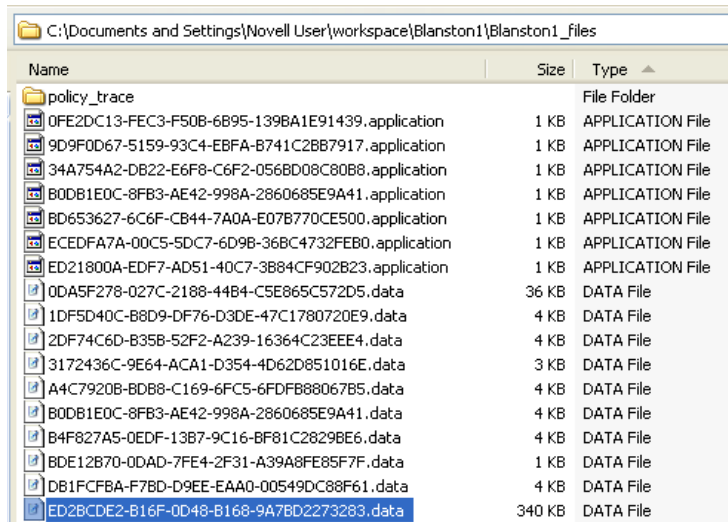 C:\Documents and Settings\Novell User\workspace\Blanston1\Blanston1_files
Name Size Type
policy_trace File Folder
0FE2DC13-FEC3-F50B-6B95-139BA1E91439.application 1 KB APPLICATION File
9D9F0D67-5159-93C4-EBFA-B741C2BB7917.application 1 KB APPLICATION File
34A754A2-DB22-E6F8-C6F2-056BD08C80B8.application 1 KB APPLICATION File
B0DB1E0C-8FB3-AE42-998A-2860685E9A41.application 1 KB APPLICATION File
BD653627-6C6F-CB44-7A0A-E07B770CE500.application 1 KB APPLICATION File
ECEDFA7A-00C5-5DC7-6D9B-36BC4732FEB0.application 1 KB APPLICATION File
ED21800A-EDF7-AD51-40C7-3B84CF902B23.application 1 KB APPLICATION File
0DA5F278-027C-2188-44B4-C5E865C572D5.data 36 KB DATA File
1DF5D40C-B8D9-DF76-D3DE-47C1780720E9.data 4 KB DATA File
2DF74C6D-B35B-52F2-A239-16364C23EEE4.data 4 KB DATA File
3172436C-9E64-ACA1-D354-4D62D851016E.data 3 KB DATA File
A4C7920B-BDB8-C169-6FC5-6FDFB88067B5.data 4 KB DATA File
B0DB1E0C-8FB3-AE42-998A-2860685E9A41.data 4 KB DATA File
B4F827A5-0EDF-13B7-9C16-BF81C2829BE6.data 4 KB DATA File
BDE12B70-0DAD-7FE4-2F31-A39A8FE85F7F.data 1 KB DATA File
DB1FCFBA-F7BD-D9EE-EAA0-00549DC88F61.data 4 KB DATA File
ED2BCDE2-B16F-0D48-B168-9A7BD2273283.data 340 KB DATA File